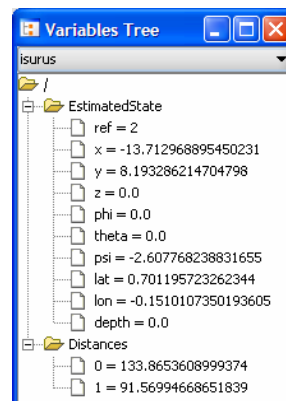 Variables Tree
isurus
/
EstimatedState
ref = 2
x = -13.712968895450231
y = 8.193286214704798
z = 0.0
phi = 0.0
theta = 0.0
psi = -2.607768238831655
lat = 0.701195723262344
lon = -0.1510107350193605
depth = 0.0
Distances
0 = 133.8653608999374
1 = 91.56994668651839